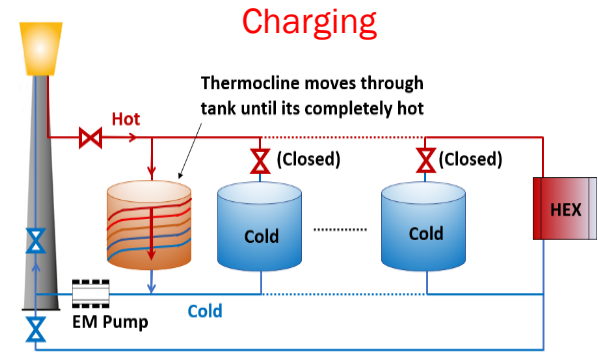 Charging
Thermocline moves through
tank until its completely hot
Hot
(Closed)
(Closed)
HEX
Cold
Cold
Cold
EM Pump